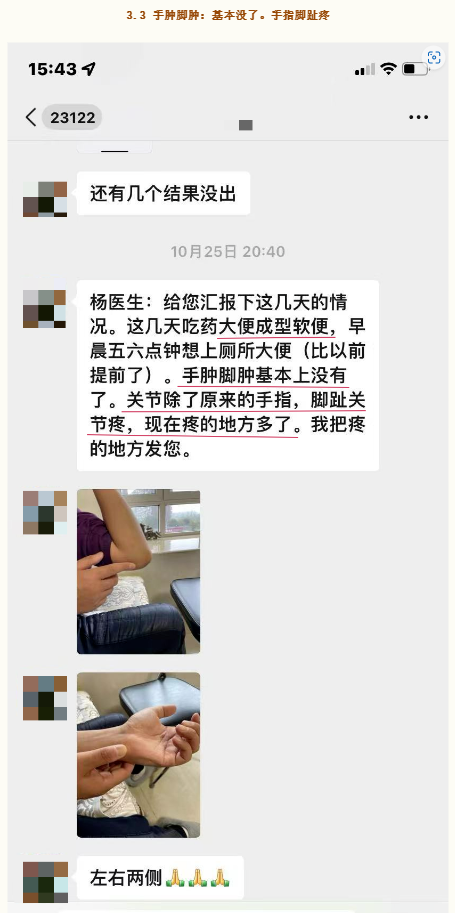 3.3 手肿脚肿：基本没了。手指脚趾疼
15:43
23122
还有几个结果没出
10月25日 20:40
杨医生：给您汇报下这几天的情
况。这几天吃药大便成型软便，早
晨五六点钟想上厕所大便（比以前
提前了）。手肿脚肿基本上没有
了。关节除了原来的手指，脚趾关
节疼，现在疼的地方多了。我把疼
的地方发您。
左右两侧🙏🙏🙏